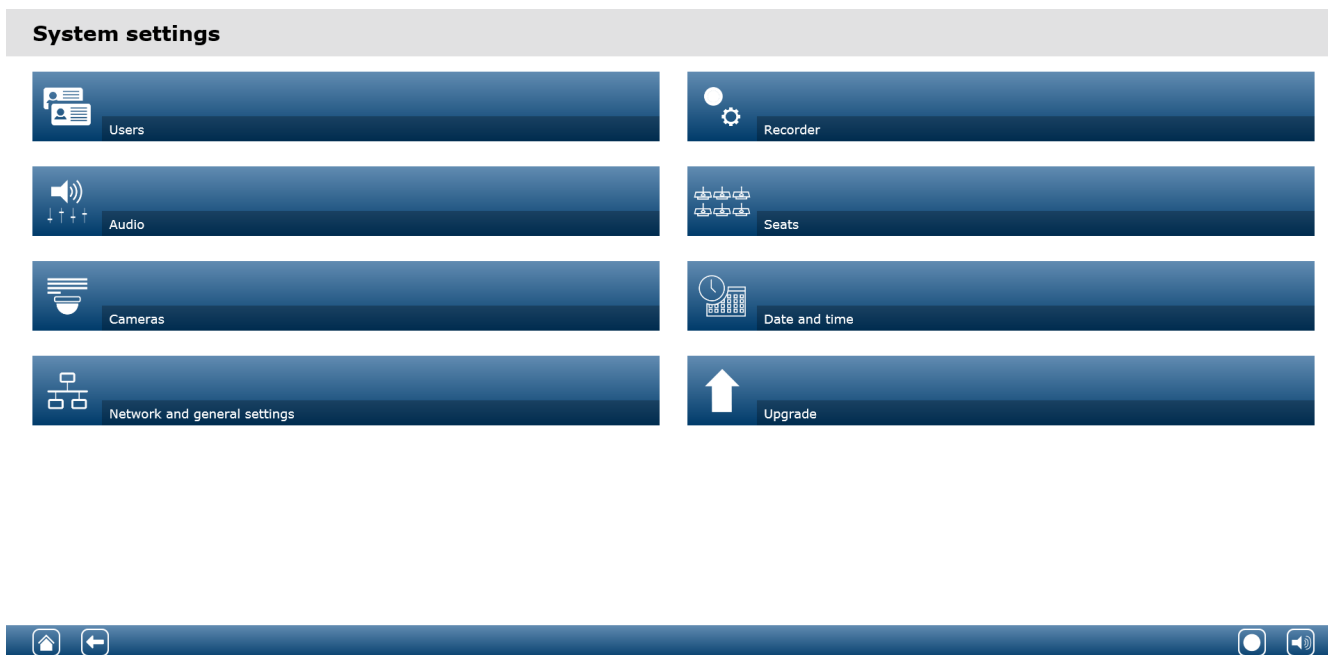 System settings
Users
Recorder
Audio
Seats
Cameras
Date and time
Network and general settings
Upgrade